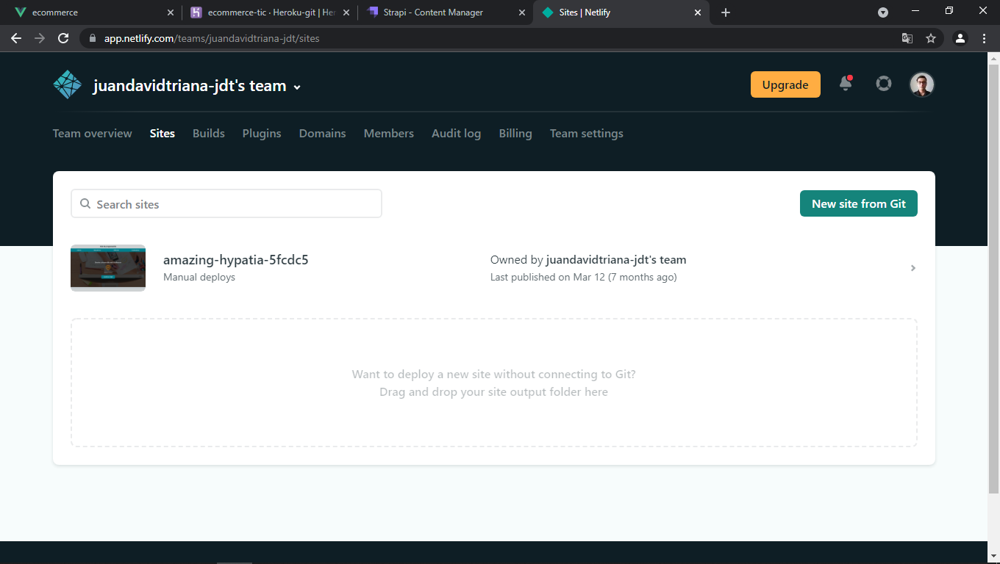 ecommerce
ecommerce-tic · Heroku-git | Her
Strapi - Content Manager
Sites | Netlify
app.netlify.com/teams/juandavidtriana-jdt/sites
juandavidtriana-jdt's team
Upgrade
Team overview Sites Builds Plugins Domains Members Audit log Billing Team settings
Search sites
New site from Git
amazing-hypatia-5fcdc5
Manual deploys
Owned by juandavidtriana-jdt's team
Last published on Mar 12 (7 months ago)
Want to deploy a new site without connecting to Git?
Drag and drop your site output folder here